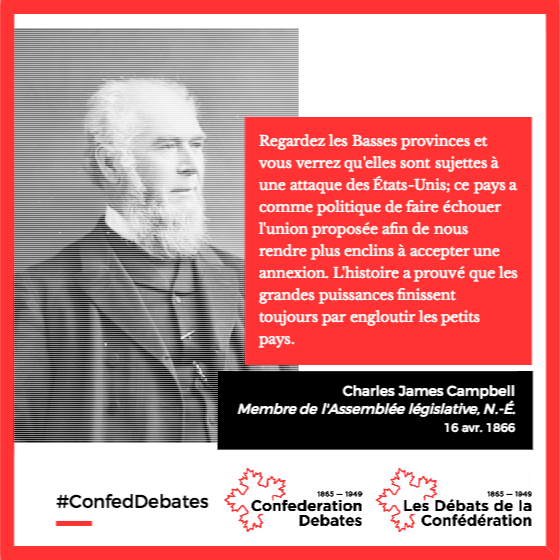 Regardez les Basses provinces et
vous verrez qu'elles sont sujettes à
une attaque des États-Unis; ce pays a
comme politique de faire échouer
l'union proposée afin de nous
rendre plus enclins à accepter une
annexion. L'histoire a prouvé que les
grandes puissances finissent
toujours par engloutir les petits
pays.
Charles James Campbell
Membre de l'Assemblée législative, N.-É.
16 avr. 1866
#ConfedDebates
1865 — 1949
Confederation
Debates
1865 — 1949
Les Débats de la
Confédération